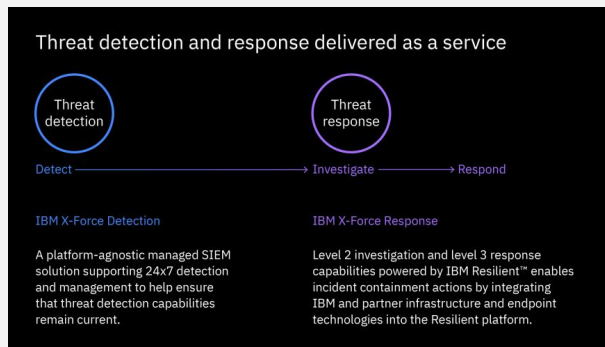 Threat detection and response delivered as a service
Threat
detection
Threat
response
Detect
Investigate
Respond
IBM X-Force Detection
A platform-agnostic managed SIEM
solution supporting 24x7 detection
and management to help ensure
that threat detection capabilities
remain current.
IBM X-Force Response
Level 2 investigation and level 3 response
capabilities powered by IBM Resilient™ enables
incident containment actions by integrating
IBM and partner infrastructure and endpoint
technologies into the Resilient platform.